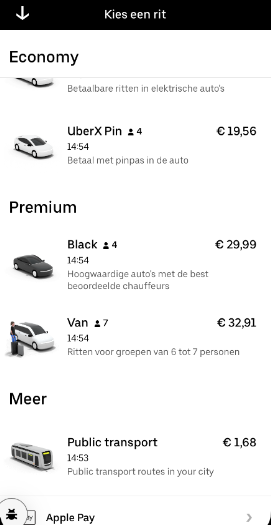 Kies een rit
Economy
Betaalbare ritten in elektrische auto's
UberX Pin 4 € 19,56
14:54
Betaal met pinpas in de auto
Premium
Black 4 € 29,99
14:54
Hoogwaardige auto's met de best
beoordeelde chauffeurs
Van 7 € 32,91
14:54
Ritten voor groepen van 6 tot 7 personen
Meer
Public transport € 1,68
14:53
Public transport routes in your city
Apple Pay